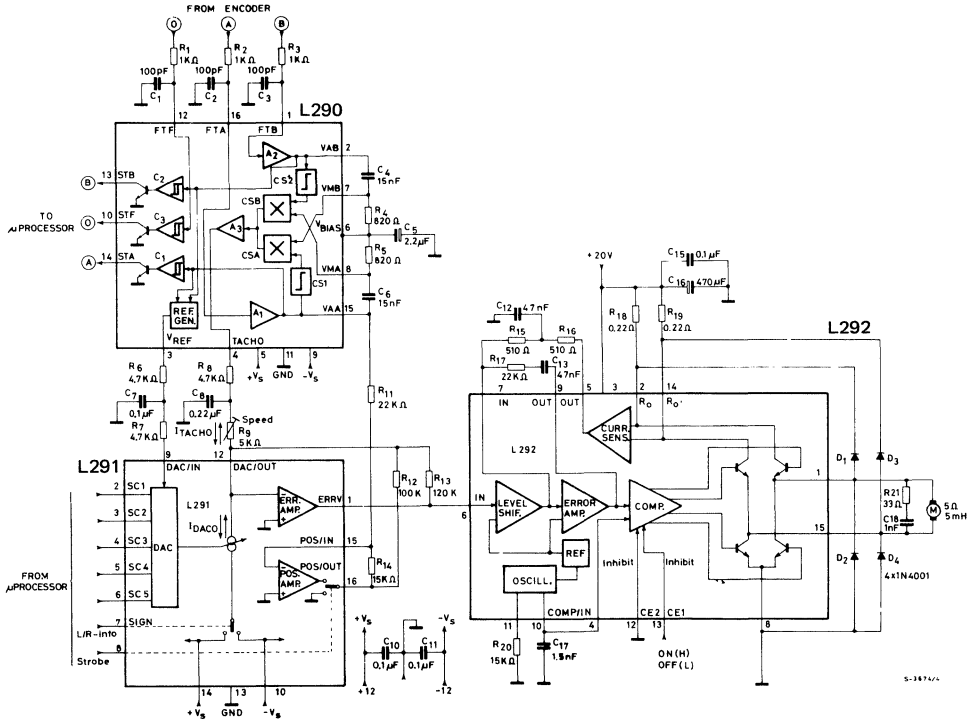 FROM ENCODER
O
A
B
R1
1KΩ
R2
1KΩ
R3
1KΩ
100pF
C1
100pF
C2
100pF
C3
12
16
1
L290
FTF
FTA
FTB
A2
VAB 2
C4
15nF
CS2
VMB 7
13 STB
B
C2
CSB
R4
820Ω
TO
μPROCESSOR
10 STF
O
C3
A3
VBIAS 6
C5
2.2μF
CSA
R5
820Ω
14 STA
A
C1
VMA 8
CS1
C6
15nF
REF.
GEN.
A1
VAA 15
VREF
TACHO
3
4
5
11
9
+Vs
GND
-Vs
R6
4.7KΩ
R8
4.7KΩ
R11
22KΩ
C7
0.1μF
C8
0.22μF
R7
4.7KΩ
ITACHO
Speed
R9
5KΩ
L291
9
12
DAC/IN
DAC/OUT
R12
100K
R13
120K
2 SC1
L291
ERR.
AMP.
ERRV 1
3 SC2
IDACO
4 SC3
DAC
POS/IN 15
5 SC4
POS/OUT
R14
15KΩ
FROM
μPROCESSOR
POS.
AMP.
16
6 SC5
7 SIGN
L/R-info
8
Strobe
14
13
10
+Vs
GND
-Vs
+Vs
-Vs
C10
0.1μF
C11
0.1μF
+12
-12
+20V
C15
0.1μF
C16
470μF
C12
47nF
R18
0.22Ω
R19
0.22Ω
L292
R15
510Ω
R16
510Ω
R17
22KΩ
C13
47nF
7
9
5
3
2
14
IN
OUT
OUT
RO
RO'
CURR.
SENS.
L292
IN
6
LEVEL
SHIF.
ERROR
AMP.
COMP.
1
D1
D3
R21
33Ω
C18
1nF
M
5Ω
5mH
15
REF
OSCILL.
Inhibit
Inhibit
D2
D4
4x1N4001
COMP/IN
CE2
CE1
11
10
4
12
13
8
R20
15KΩ
C17
1.5nF
ON(H)
OFF(L)
S-3674/4